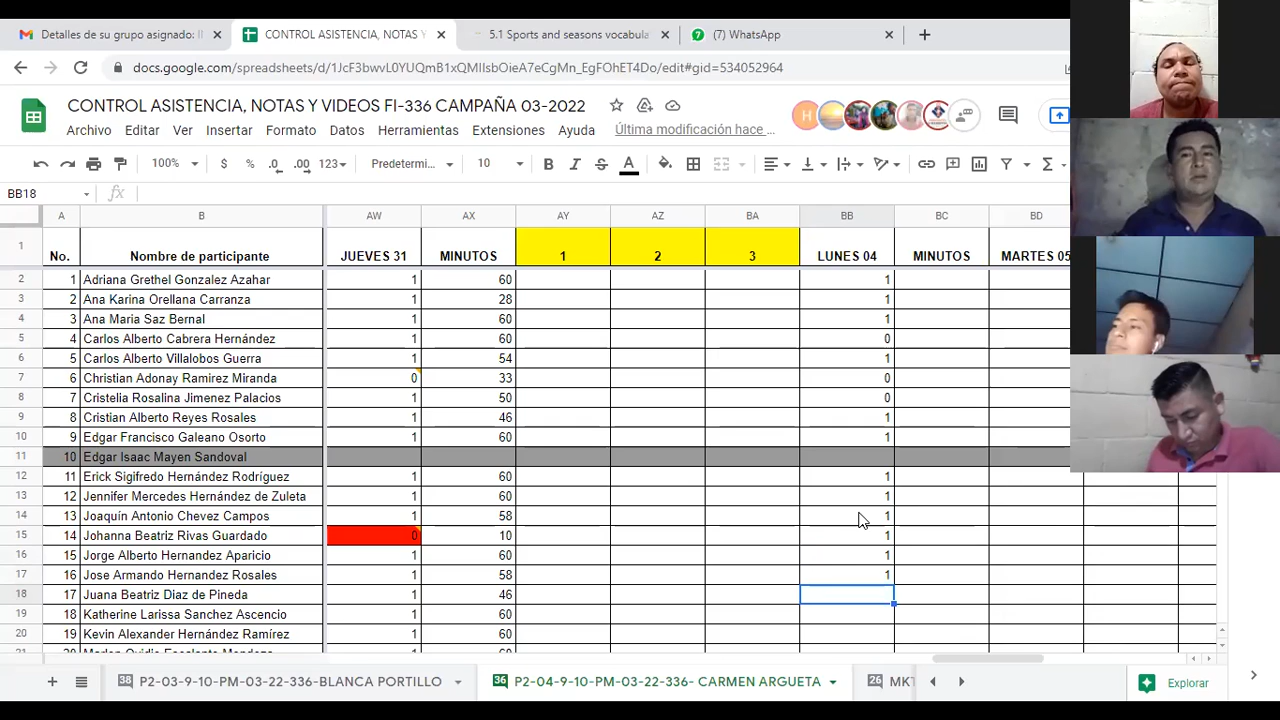 Detalles de su grupo asignado: I
CONTROL ASISTENCIA, NOTAS Y
5.1 Sports and seasons vocabula
7 (7) WhatsApp
docs.google.com/spreadsheets/d/
CONTROL ASISTENCIA, NOTAS Y VIDEOS FI-336 CAMPAÑA 03-2022
H
Archivo Editar Ver Insertar Formato Datos Herramientas Extensiones Ayuda Última modificación hace ...
100% $ % .0 .00 123 Predetermi... 10 B I S A
BB18 fx
A B AW AX AY AZ BA BB BC BD
1 No. Nombre de participante JUEVES 31 MINUTOS 1 2 3 LUNES 04 MINUTOS MARTES 05
2 1 Adriana Grethel Gonzalez Azahar 1 60 1
3 2 Ana Karina Orellana Carranza 1 28 1
4 3 Ana Maria Saz Bernal 1 60 1
5 4 Carlos Alberto Cabrera Hernández 1 60 0
6 5 Carlos Alberto Villalobos Guerra 1 54 1
7 6 Christian Adonay Ramirez Miranda 0 33 0
8 7 Cristelia Rosalina Jimenez Palacios 1 50 0
9 8 Cristian Alberto Reyes Rosales 1 46 1
10 9 Edgar Francisco Galeano Osorto 1 60 1
11 10 Edgar Isaac Mayen Sandoval
12 11 Erick Sigifredo Hernández Rodríguez 1 60 1
13 12 Jennifer Mercedes Hernández de Zuleta 1 60 1
14 13 Joaquín Antonio Chevez Campos 1 58 1
15 14 Johanna Beatriz Rivas Guardado 0 10 1
16 15 Jorge Alberto Hernandez Aparicio 1 60 1
17 16 Jose Armando Hernandez Rosales 1 58 1
18 17 Juana Beatriz Diaz de Pineda 1 46
19 18 Katherine Larissa Sanchez Ascencio 1 60
20 19 Kevin Alexander Hernández Ramírez 1 60
38 P2-03-9-10-PM-03-22-336-BLANCA PORTILLO
36 P2-04-9-10-PM-03-22-336- CARMEN ARGUETA
26 MKT
Explorar